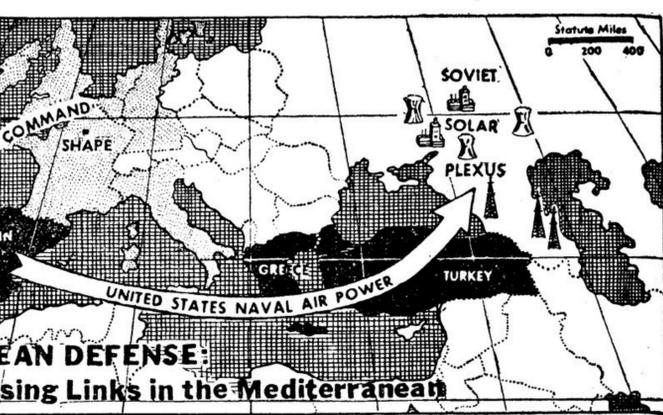 Statute Miles
0 200 400
SOVIET
SOLAR
PLEXUS
COMMAND
SHAPE
IN
GREECE
TURKEY
UNITED STATES NAVAL AIR POWER
EAN DEFENSE:
sing Links in the Mediterranean